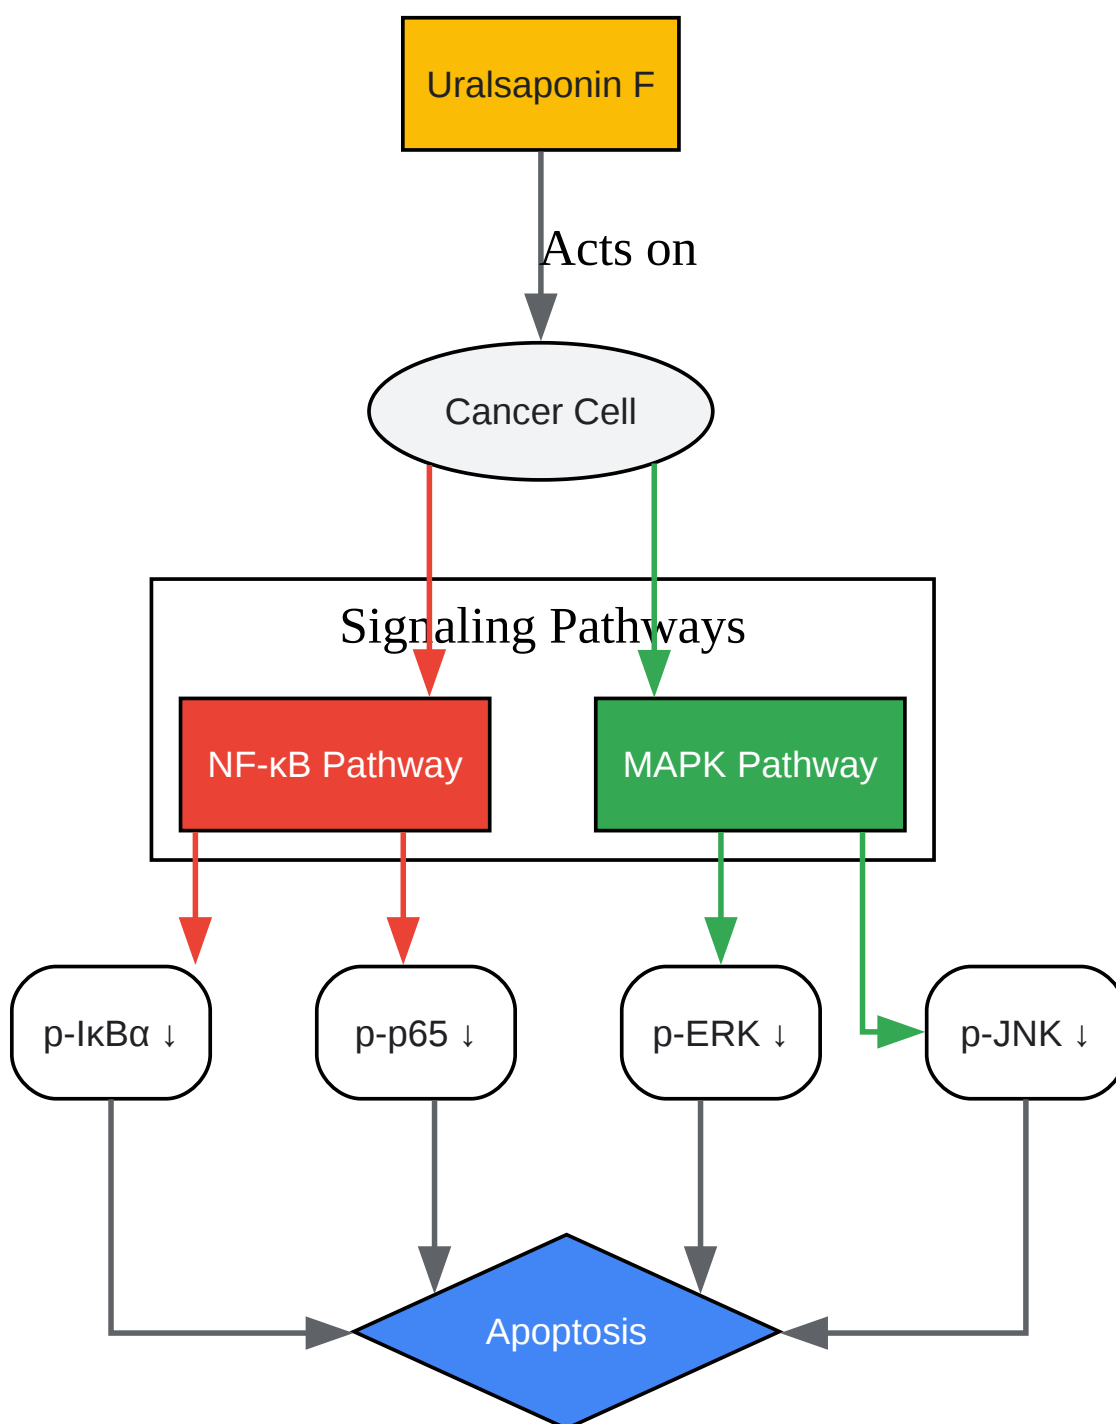 Uralsaponin F
Acts on
Cancer Cell
Signaling Pathways
NF-κB Pathway
MAPK Pathway
p-IκBα ↓
p-p65 ↓
p-ERK ↓
p-JNK ↓
Apoptosis